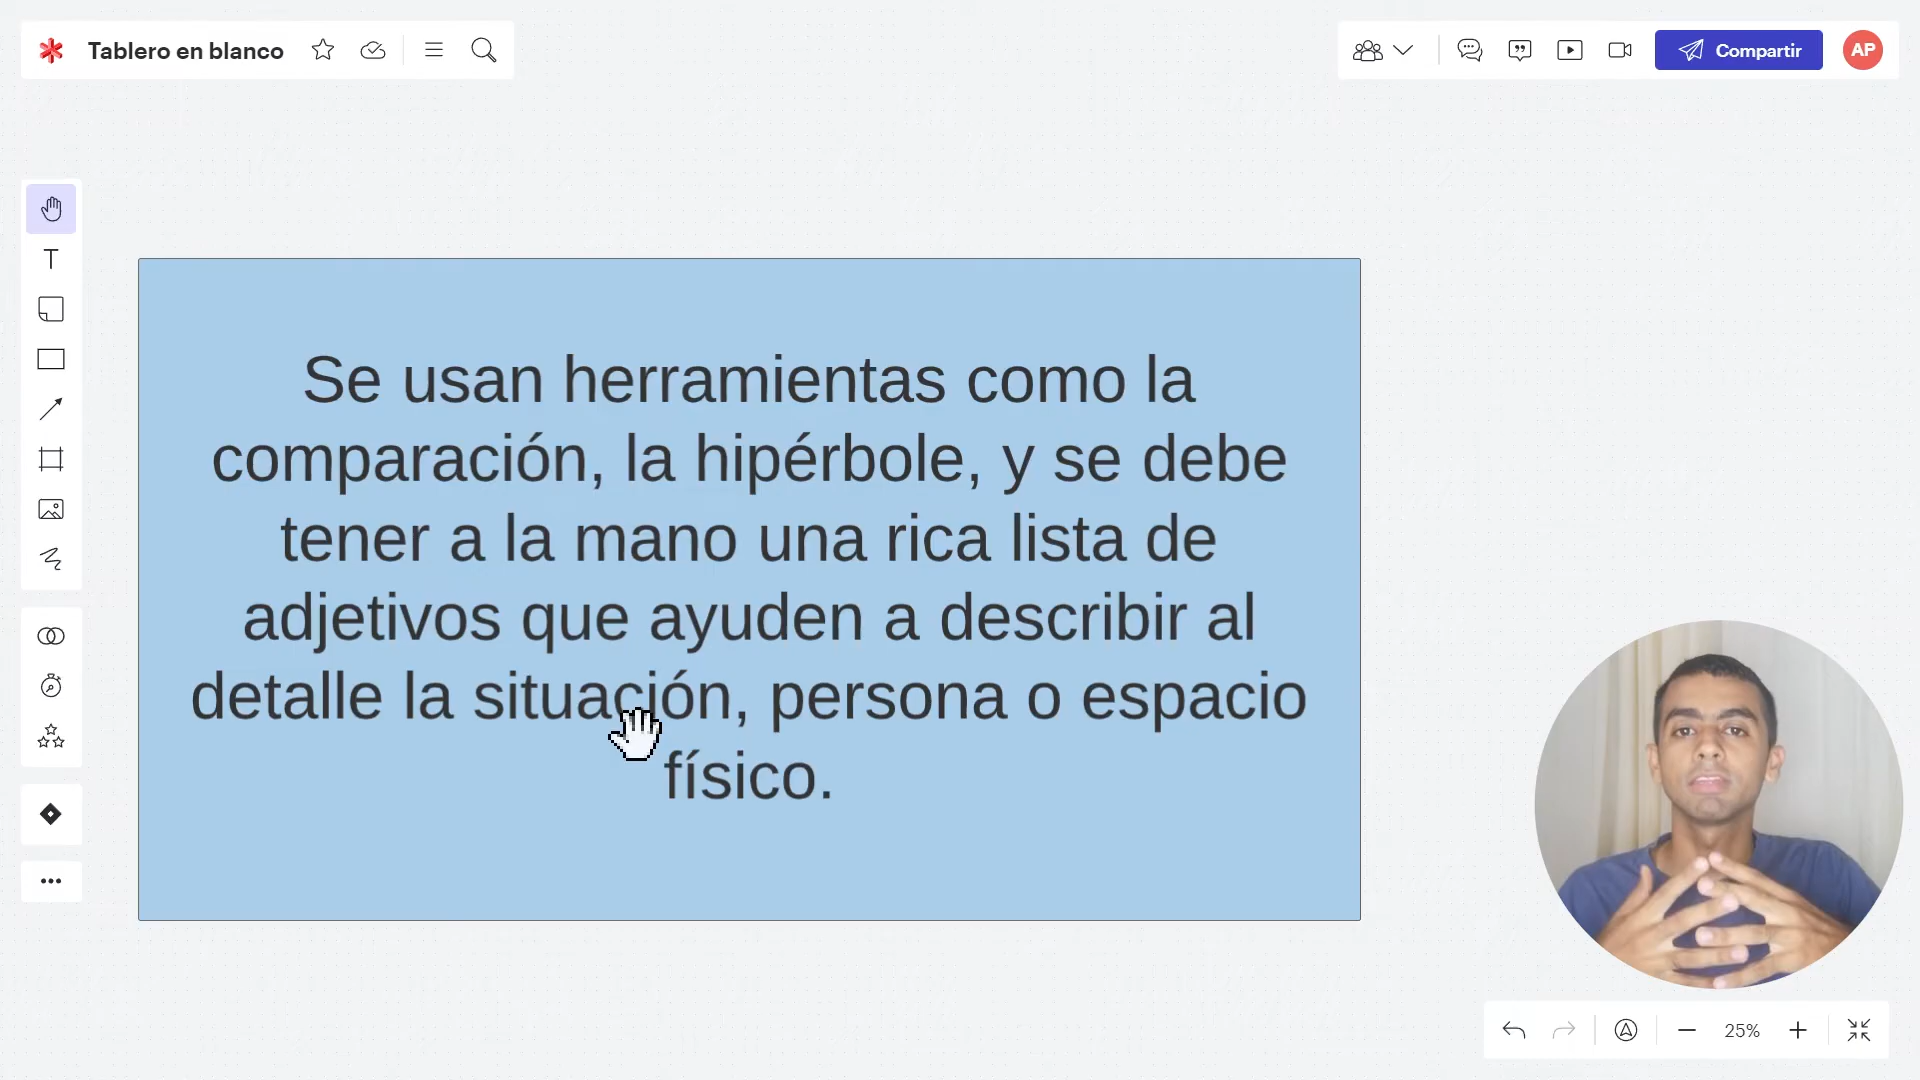 Tablero en blanco
Compartir
AP
T
Se usan herramientas como la
comparación, la hipérbole, y se debe
tener a la mano una rica lista de
adjetivos que ayuden a describir al
detalle la situación, persona o espacio
físico.
25%